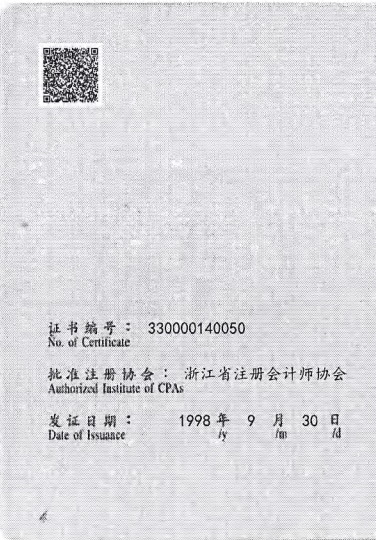 证书编号： 330000140050
No. of Certificate
批准注册协会： 浙江省注册会计师协会
Authorized Institute of CPAs
发证日期： 1998 年 9 月 30 日
Date of Issuance /y /m /d
4